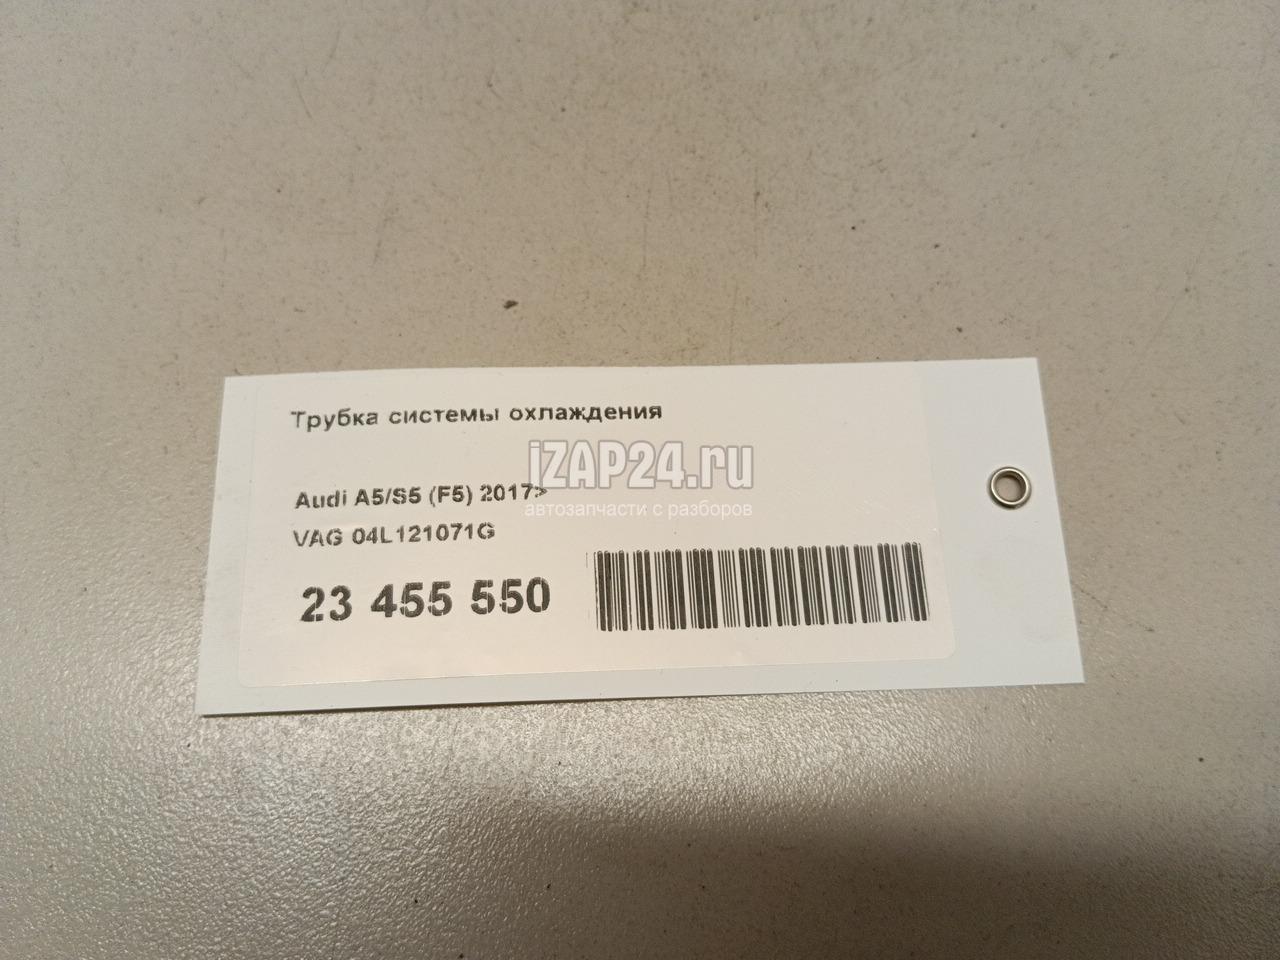 Трубка системы охлаждения
iZAP24.ru
Audi A5/S5 (F5) 2017>
автозапчасти с разборов
VAG 04L121071G
23 455 550